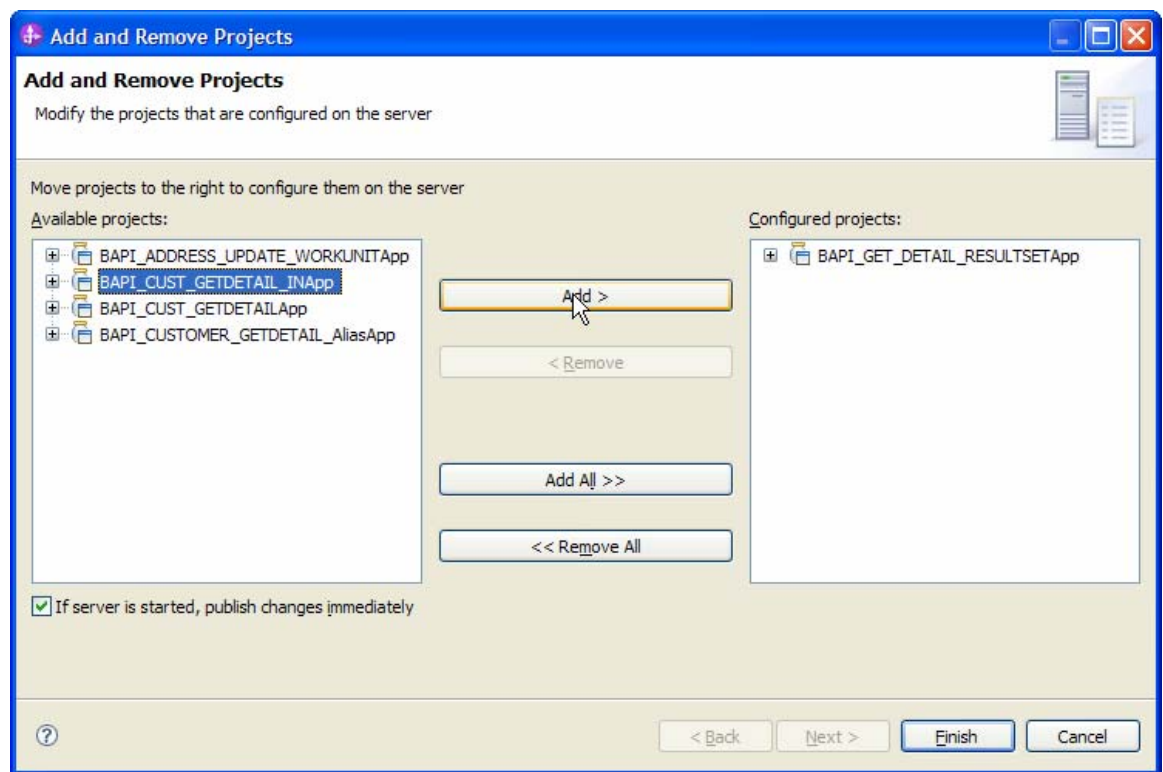 Add and Remove Projects
Add and Remove Projects
Modify the projects that are configured on the server
Move projects to the right to configure them on the server
Available projects:
BAPI_ADDRESS_UPDATE_WORKUNITApp
BAPI_CUST_GETDETAIL_INApp
BAPI_CUST_GETDETAILApp
BAPI_CUSTOMER_GETDETAIL_AliasApp
Add >
< Remove
Add All >>
<< Remove All
Configured projects:
BAPI_GET_DETAIL_RESULTSETApp
If server is started, publish changes immediately
?
< Back Next > Finish Cancel